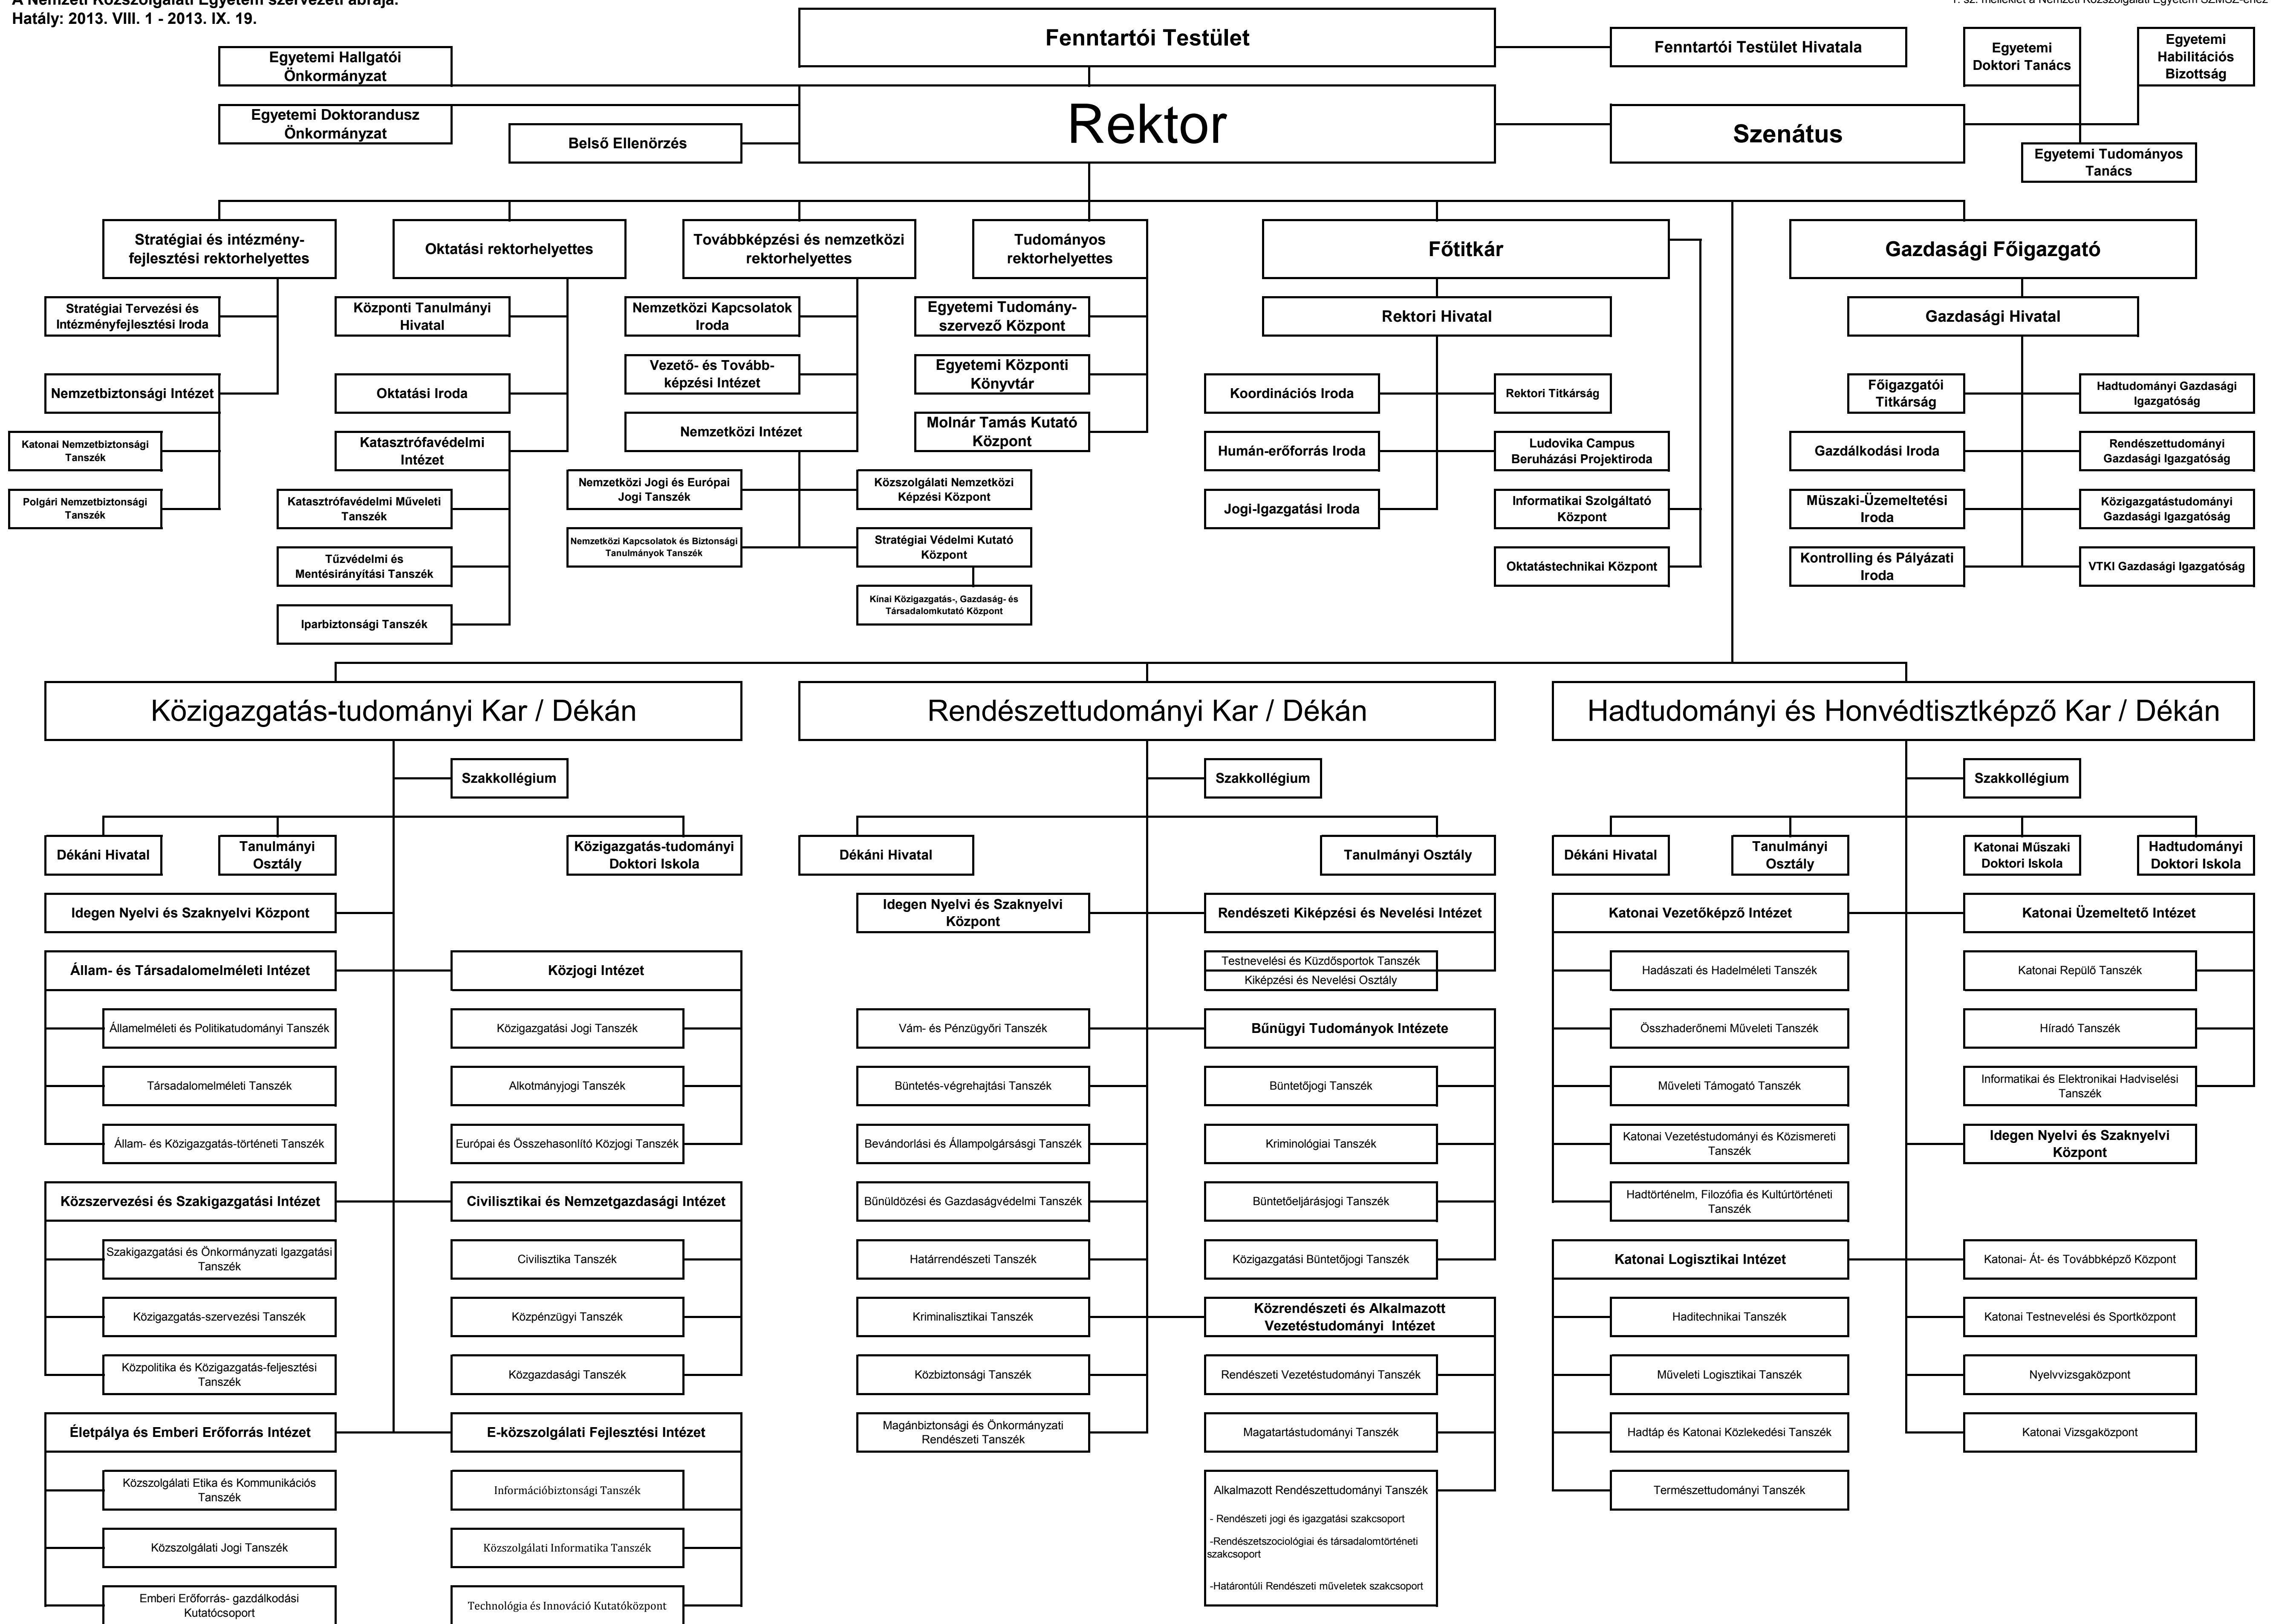 A Nemzeti Közszolgálati Egyetem szervezeti ábrája.
Hatály: 2013. VIII. 1 - 2013. IX. 19.
1. sz. melléklet a Nemzeti Közszolgálati Egyetem SZMSZ-éhez
Fenntartói Testület
Fenntartói Testület Hivatala
Egyetemi
Doktori Tanács
Egyetemi
Habilitációs
Bizottság
Egyetemi Hallgatói
Önkormányzat
Egyetemi Doktorandusz
Önkormányzat
Belső Ellenörzés
Rektor
Szenátus
Egyetemi Tudományos
Tanács
Stratégiai és intézmény-
fejlesztési rektorhelyettes
Oktatási rektorhelyettes
Továbbképzési és nemzetközi
rektorhelyettes
Tudományos
rektorhelyettes
Főtitkár
Gazdasági Főigazgató
Stratégiai Tervezési és
Intézményfejlesztési Iroda
Nemzetbiztonsági Intézet
Katonai Nemzetbiztonsági
Tanszék
Polgári Nemzetbiztonsági
Tanszék
Központi Tanulmányi
Hivatal
Oktatási Iroda
Katasztrófavédelmi
Intézet
Katasztrófavédelmi Műveleti
Tanszék
Tűzvédelmi és
Mentésirányítási Tanszék
Iparbiztonsági Tanszék
Nemzetközi Kapcsolatok
Iroda
Vezető- és Tovább-
képzési Intézet
Nemzetközi Intézet
Nemzetközi Jogi és Európai
Jogi Tanszék
Közszolgálati Nemzetközi
Képzési Központ
Nemzetközi Kapcsolatok és Biztonsági
Tanulmányok Tanszék
Stratégiai Védelmi Kutató
Központ
Kínai Közigazgatás-, Gazdaság- és
Társadalomkutató Központ
Egyetemi Tudomány-
szervező Központ
Egyetemi Központi
Könyvtár
Molnár Tamás Kutató
Központ
Rektori Hivatal
Koordinációs Iroda
Rektori Titkárság
Humán-erőforrás Iroda
Ludovika Campus
Beruházási Projektiroda
Jogi-Igazgatási Iroda
Informatikai Szolgáltató
Központ
Oktatástechnikai Központ
Gazdasági Hivatal
Főigazgatói
Titkárság
Hadtudományi Gazdasági
Igazgatóság
Gazdálkodási Iroda
Rendészettudományi
Gazdasági Igazgatóság
Müszaki-Üzemeltetési
Iroda
Közigazgatástudományi
Gazdasági Igazgatóság
Kontrolling és Pályázati
Iroda
VTKI Gazdasági Igazgatóság
Közigazgatás-tudományi Kar / Dékán
Szakkollégium
Dékáni Hivatal
Tanulmányi
Osztály
Közigazgatás-tudományi
Doktori Iskola
Idegen Nyelvi és Szaknyelvi Központ
Állam- és Társadalomelméleti Intézet
Államelméleti és Politikatudományi Tanszék
Társadalomelméleti Tanszék
Állam- és Közigazgatás-történeti Tanszék
Közjogi Intézet
Közigazgatási Jogi Tanszék
Alkotmányjogi Tanszék
Európai és Összehasonlító Közjogi Tanszék
Közszervezési és Szakigazgatási Intézet
Szakigazgatási és Önkormányzati Igazgatási
Tanszék
Közigazgatás-szervezési Tanszék
Közpolitika és Közigazgatás-feljesztési
Tanszék
Civilisztikai és Nemzetgazdasági Intézet
Civilisztika Tanszék
Közpénzügyi Tanszék
Közgazdasági Tanszék
Életpálya és Emberi Erőforrás Intézet
Közszolgálati Etika és Kommunikációs
Tanszék
Közszolgálati Jogi Tanszék
Emberi Erőforrás- gazdálkodási
Kutatócsoport
E-közszolgálati Fejlesztési Intézet
Információbiztonsági Tanszék
Közszolgálati Informatika Tanszék
Technológia és Innováció Kutatóközpont
Rendészettudományi Kar / Dékán
Szakkollégium
Dékáni Hivatal
Tanulmányi Osztály
Idegen Nyelvi és Szaknyelvi
Központ
Vám- és Pénzügyőri Tanszék
Büntetés-végrehajtási Tanszék
Bevándorlási és Állampolgársásgi Tanszék
Bűnüldözési és Gazdaságvédelmi Tanszék
Határrendészeti Tanszék
Kriminalisztikai Tanszék
Közbiztonsági Tanszék
Magánbiztonsági és Önkormányzati
Rendészeti Tanszék
Rendészeti Kiképzési és Nevelési Intézet
Testnevelési és Küzdősportok Tanszék
Kiképzési és Nevelési Osztály
Bűnügyi Tudományok Intézete
Büntetőjogi Tanszék
Kriminológiai Tanszék
Büntetőeljárásjogi Tanszék
Közigazgatási Büntetőjogi Tanszék
Közrendészeti és Alkalmazott
Vezetéstudományi Intézet
Rendészeti Vezetéstudományi Tanszék
Magatartástudományi Tanszék
Alkalmazott Rendészettudományi Tanszék
- Rendészeti jogi és igazgatási szakcsoport
-Rendészetszociológiai és társadalomtörténeti
szakcsoport
-Határontúli Rendészeti műveletek szakcsoport
Hadtudományi és Honvédtisztképző Kar / Dékán
Szakkollégium
Dékáni Hivatal
Tanulmányi
Osztály
Katonai Műszaki
Doktori Iskola
Hadtudományi
Doktori Iskola
Katonai Vezetőképző Intézet
Hadászati és Hadelméleti Tanszék
Összhaderőnemi Műveleti Tanszék
Műveleti Támogató Tanszék
Katonai Vezetéstudományi és Közismereti
Tanszék
Hadtörténelm, Filozófia és Kultúrtörténeti
Tanszék
Katonai Logisztikai Intézet
Haditechnikai Tanszék
Műveleti Logisztikai Tanszék
Hadtáp és Katonai Közlekedési Tanszék
Természettudományi Tanszék
Katonai Üzemeltető Intézet
Katonai Repülő Tanszék
Híradó Tanszék
Informatikai és Elektronikai Hadviselési
Tanszék
Idegen Nyelvi és Szaknyelvi
Központ
Katonai- Át- és Továbbképző Központ
Katonai Testnevelési és Sportközpont
Nyelvvizsgaközpont
Katonai Vizsgaközpont